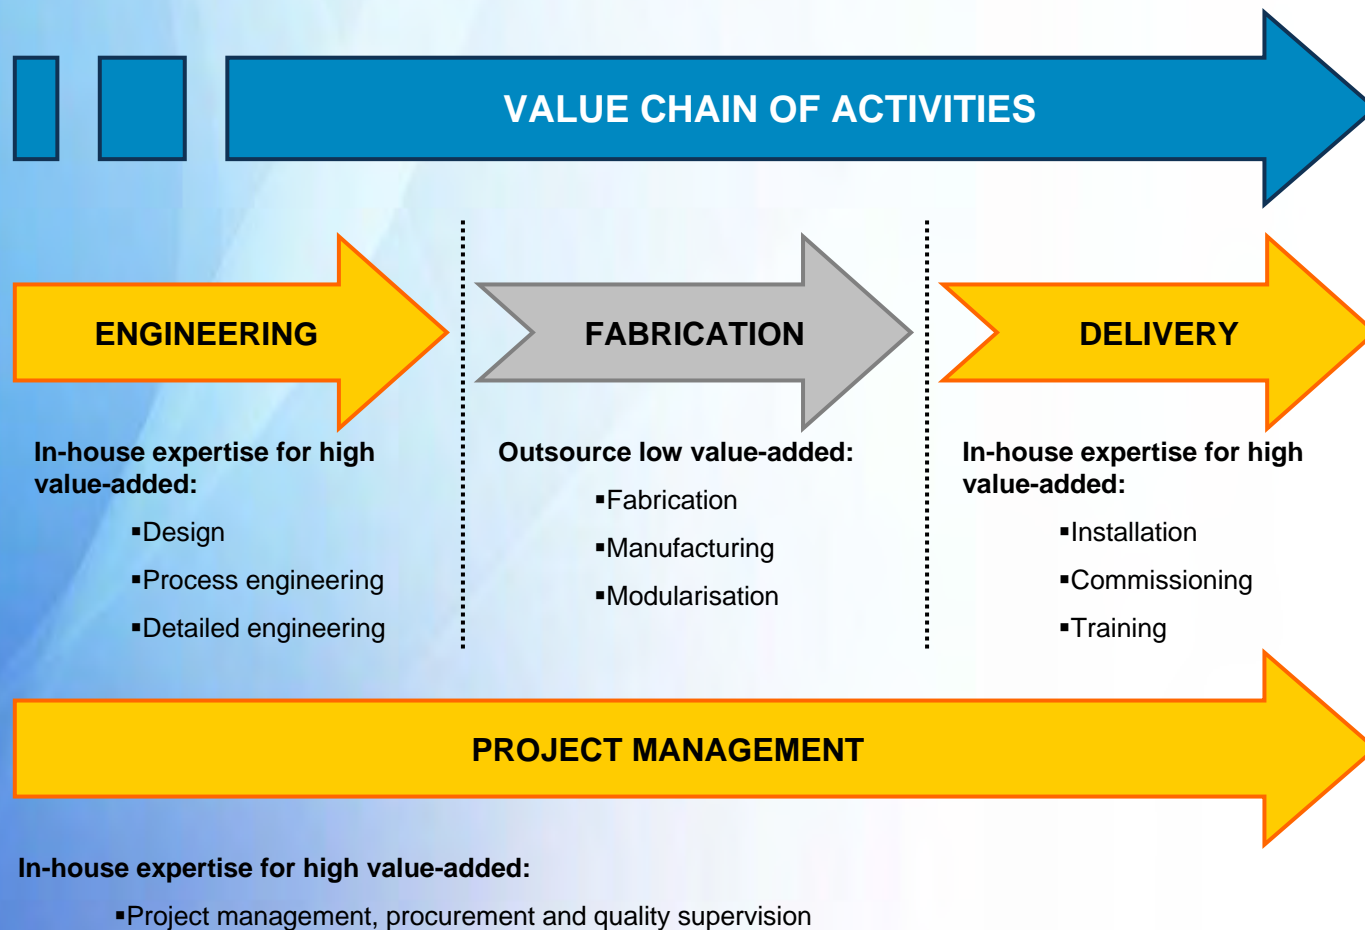 VALUE CHAIN OF ACTIVITIES
ENGINEERING
FABRICATION
DELIVERY
In-house expertise for high
value-added:
▪Design
▪Process engineering
▪Detailed engineering
Outsource low value-added:
▪Fabrication
▪Manufacturing
▪Modularisation
In-house expertise for high
value-added:
▪Installation
▪Commissioning
▪Training
PROJECT MANAGEMENT
In-house expertise for high value-added:
▪Project management, procurement and quality supervision